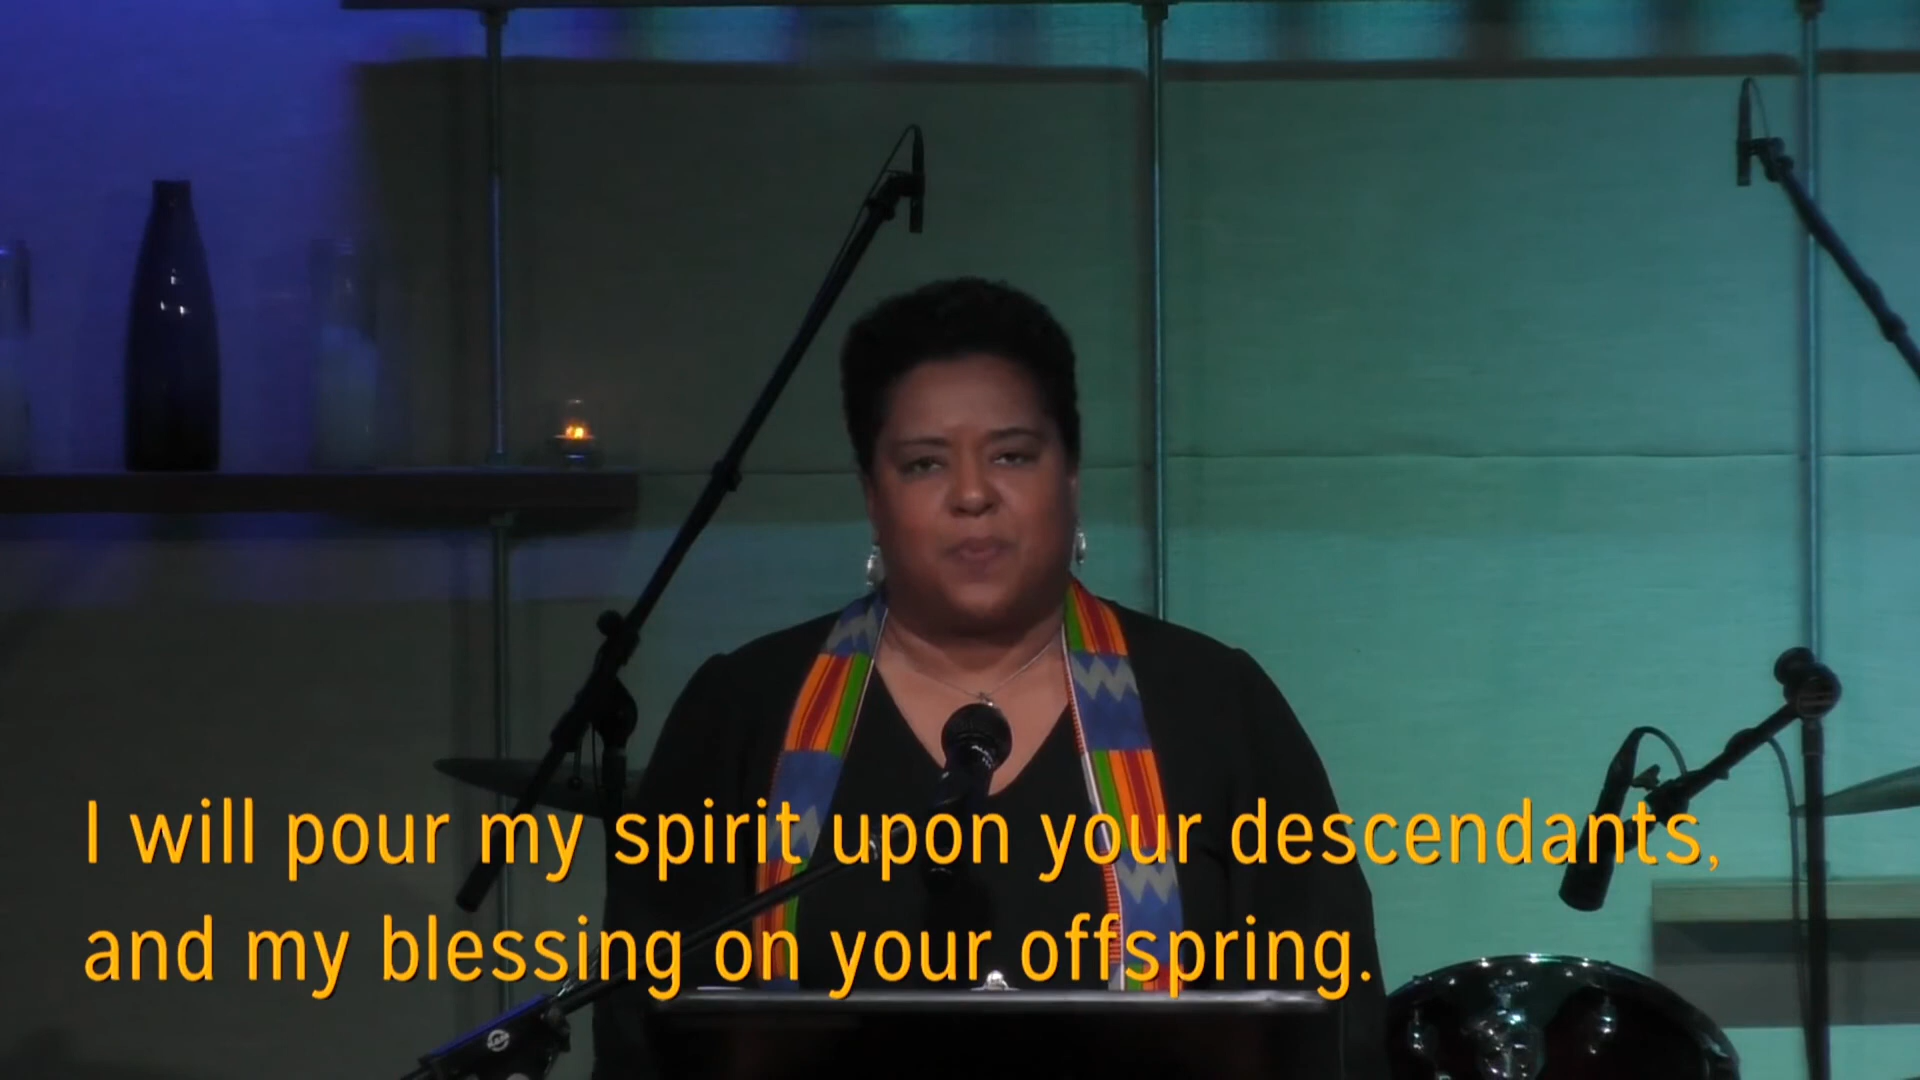 I will pour my spirit upon your descendants,
and my blessing on your offspring.